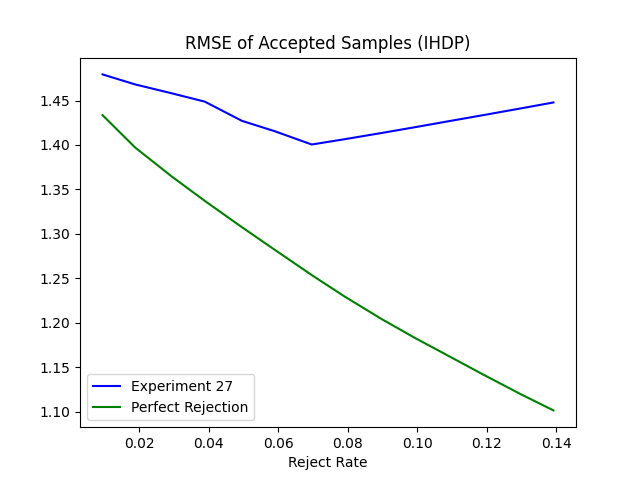 RMSE of Accepted Samples (IHDP)
1.45
1.40
1.35
1.30
1.25
1.20
1.15
1.10
Experiment 27
Perfect Rejection
0.02 0.04 0.06 0.08 0.10 0.12 0.14
Reject Rate